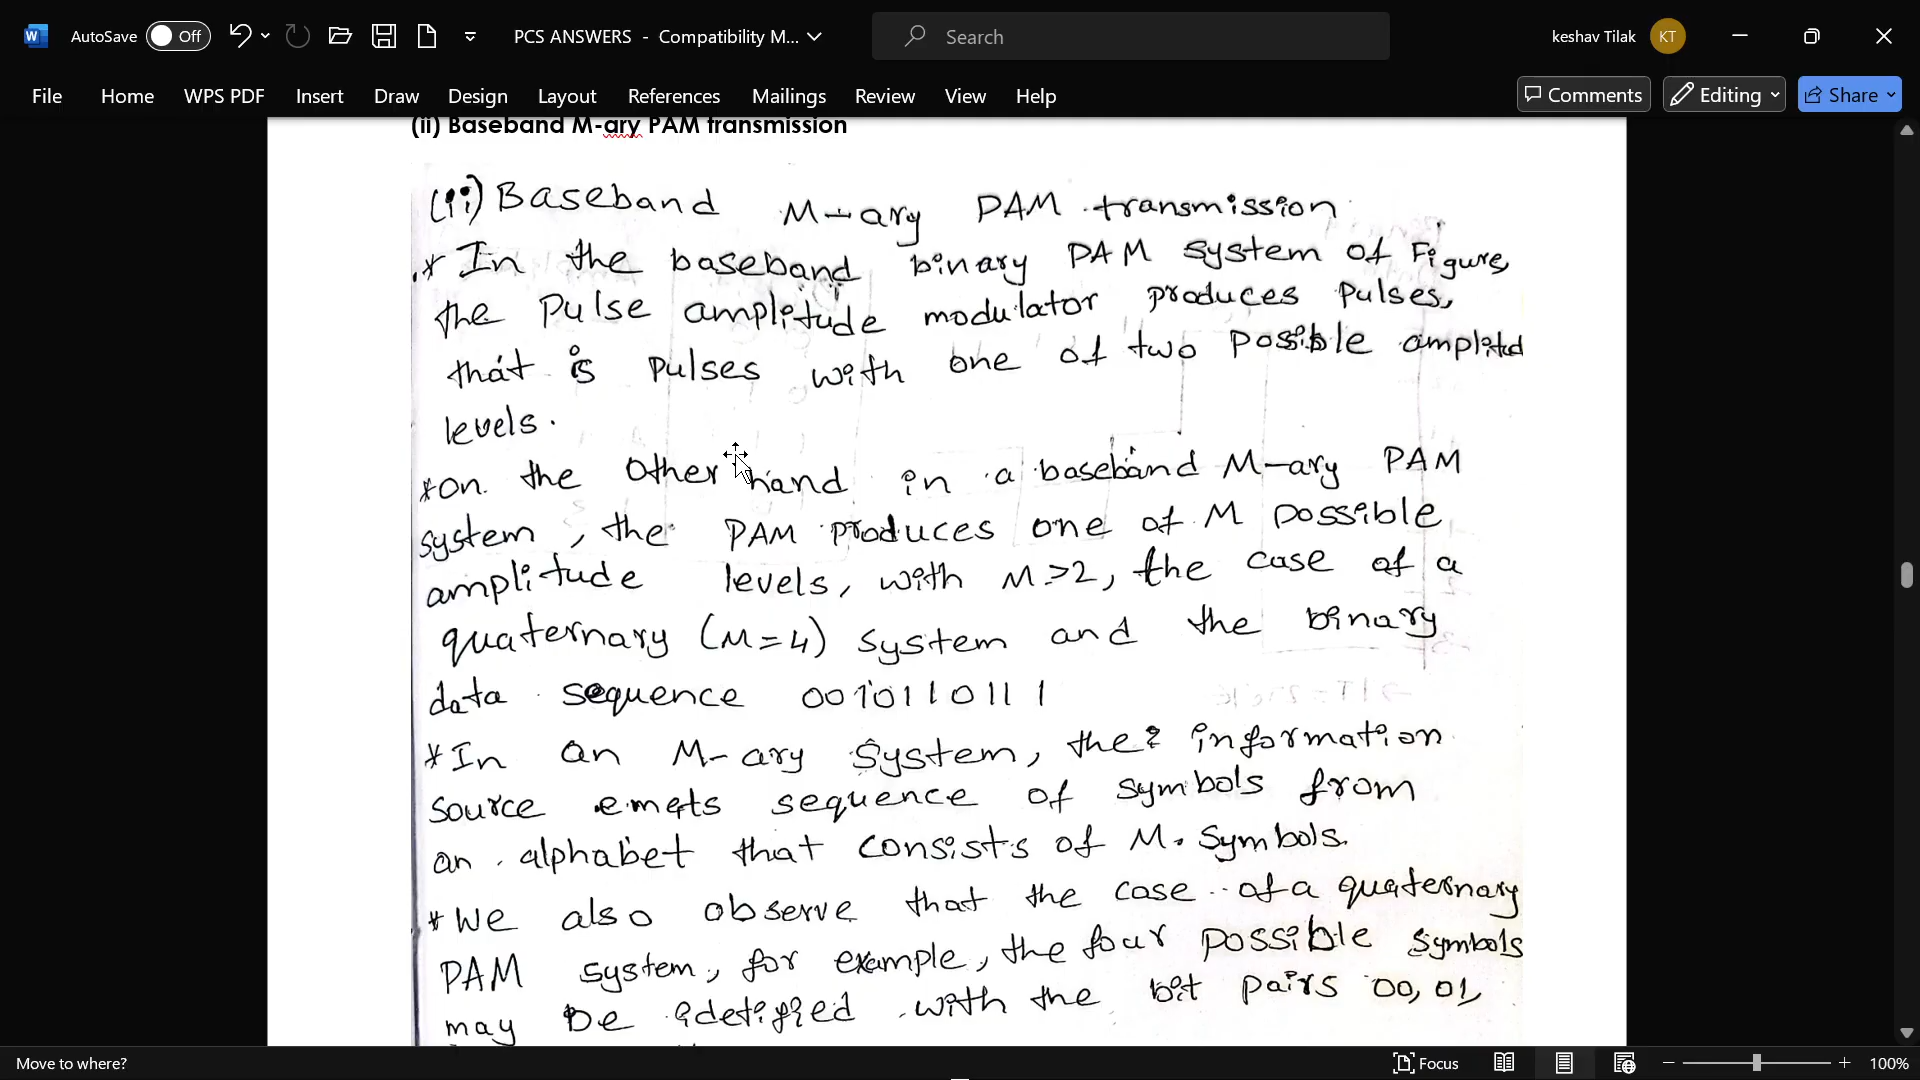 AutoSave Off PCS ANSWERS - Compatibility M... Search keshav Tilak KT
File Home WPS PDF Insert Draw Design Layout References Mailings Review View Help Comments Editing Share
(ii) Baseband M-ary PAM transmission
(ii) Baseband M-ary PAM transmission
* In the baseband binary PAM system of Figure,
the Pulse amplitude modulator produces Pulses,
that is Pulses with one of two possible amplitud
levels.
*on the other hand in a baseband M-ary PAM
system, the PAM produces one of M possible
amplitude levels, with M>2, the case of a
quaternary (M=4) system and the binary
data sequence 0010110111
*In an M-ary system, the information
source emits sequence of symbols from
an alphabet that consists of M. Symbols.
*We also observe that the case of a quaternary
PAM system, for example, the four possible symbols
may be idetified with the bit pairs 00, 01,
Move to where? Focus 100%